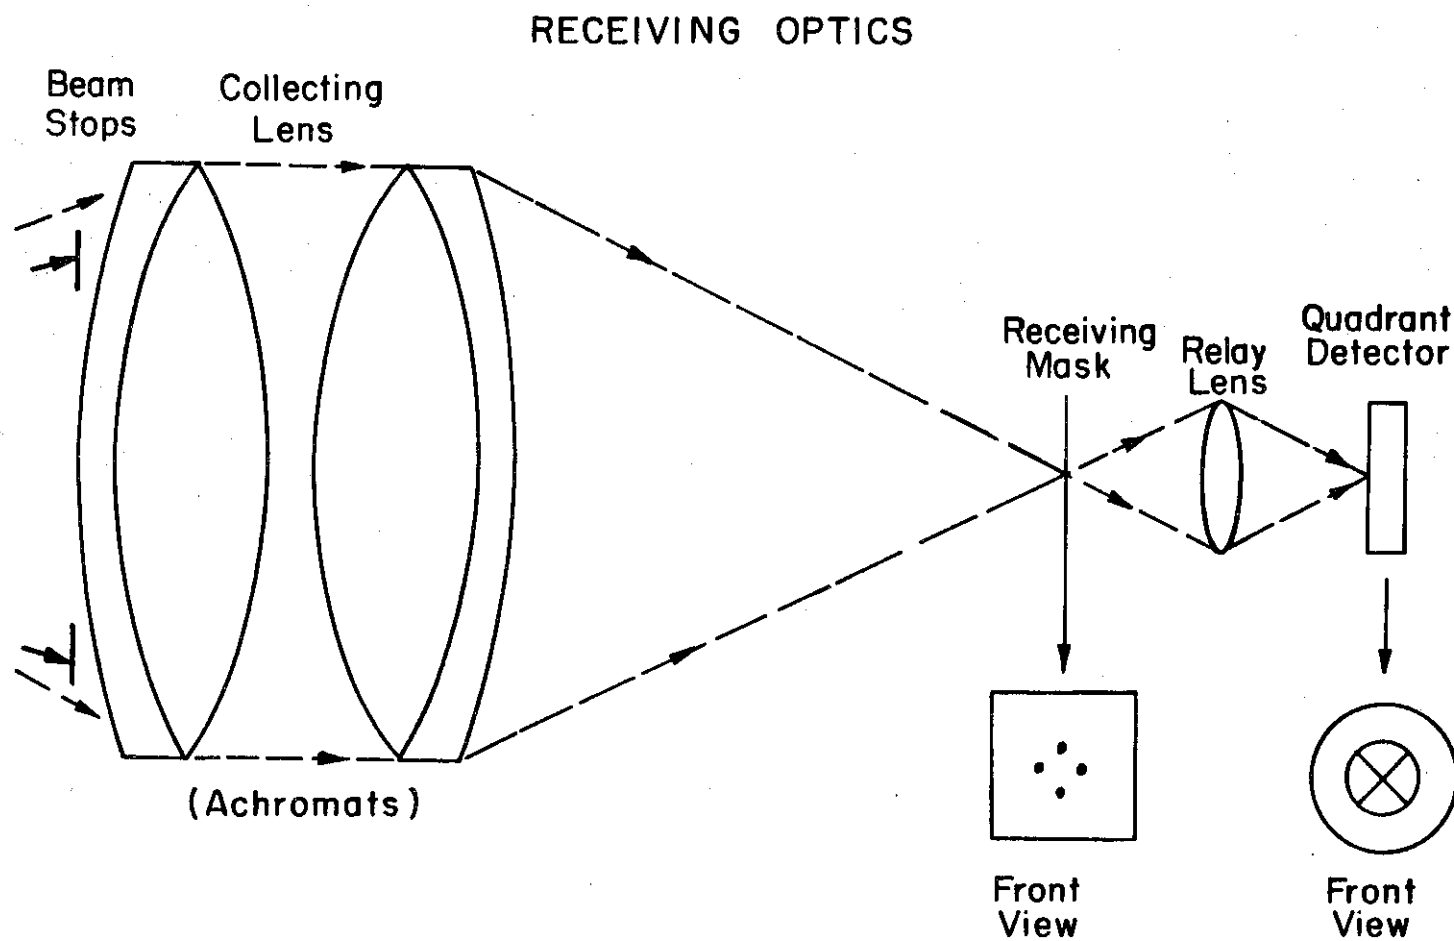 RECEIVING OPTICS
Beam
Stops
Collecting
Lens
Receiving
Mask
Relay
Lens
Quadrant
Detector
(Achromats)
Front
View
Front
View